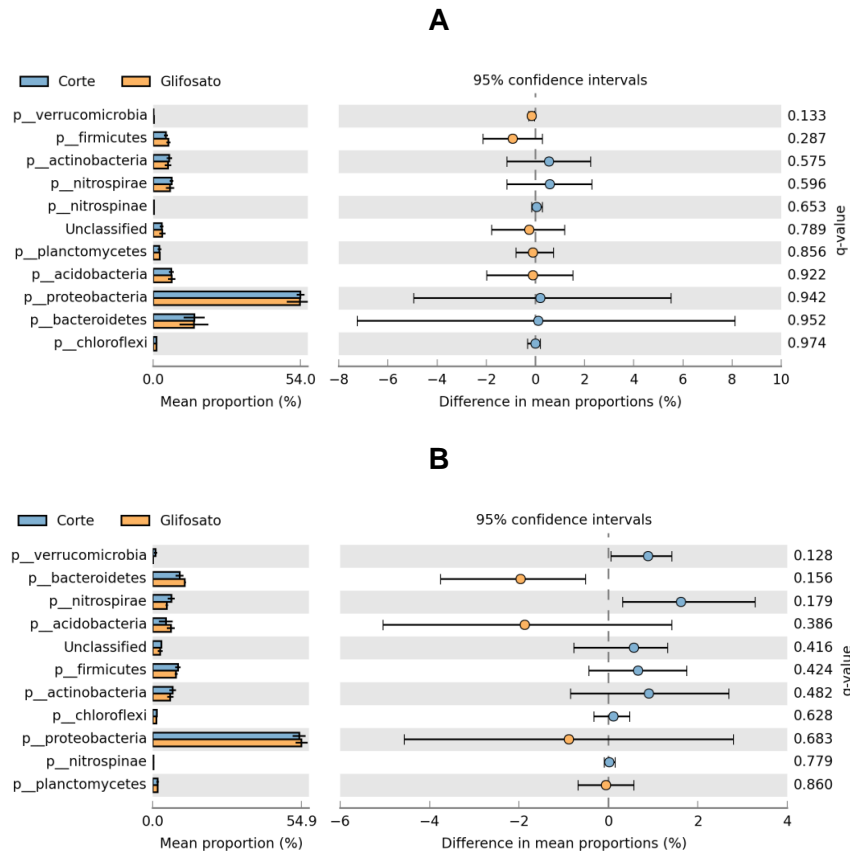 A
Corte Glifosato 95% confidence intervals
p__verrucomicrobia 0.133
p__firmicutes 0.287
p__actinobacteria 0.575
p__nitrospirae 0.596
p__nitrospinae 0.653
Unclassified 0.789
p__planctomycetes 0.856
p__acidobacteria 0.922
p__proteobacteria 0.942
p__bacteroidetes 0.952
p__chloroflexi 0.974
q-value
0.0 54.0 −8 −6 −4 −2 0 2 4 6 8 10
Mean proportion (%) Difference in mean proportions (%)
B
Corte Glifosato 95% confidence intervals
p__verrucomicrobia 0.128
p__bacteroidetes 0.156
p__nitrospirae 0.179
p__acidobacteria 0.386
Unclassified 0.416
p__firmicutes 0.424
p__actinobacteria 0.482
p__chloroflexi 0.628
p__proteobacteria 0.683
p__nitrospinae 0.779
p__planctomycetes 0.860
q-value
0.0 54.9 −6 −4 −2 0 2 4
Mean proportion (%) Difference in mean proportions (%)